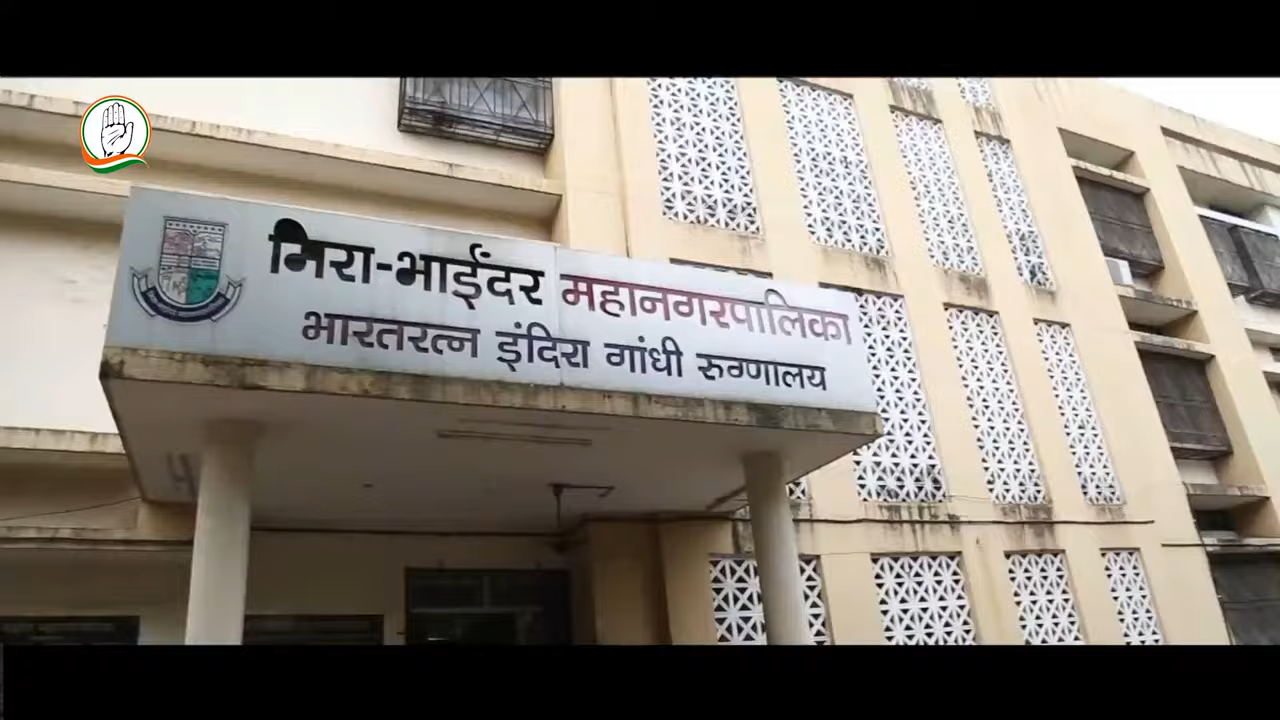 मिरा-भाईंदर महानगरपालिका
भारतरत्न इंदिरा गांधी रुग्णालय